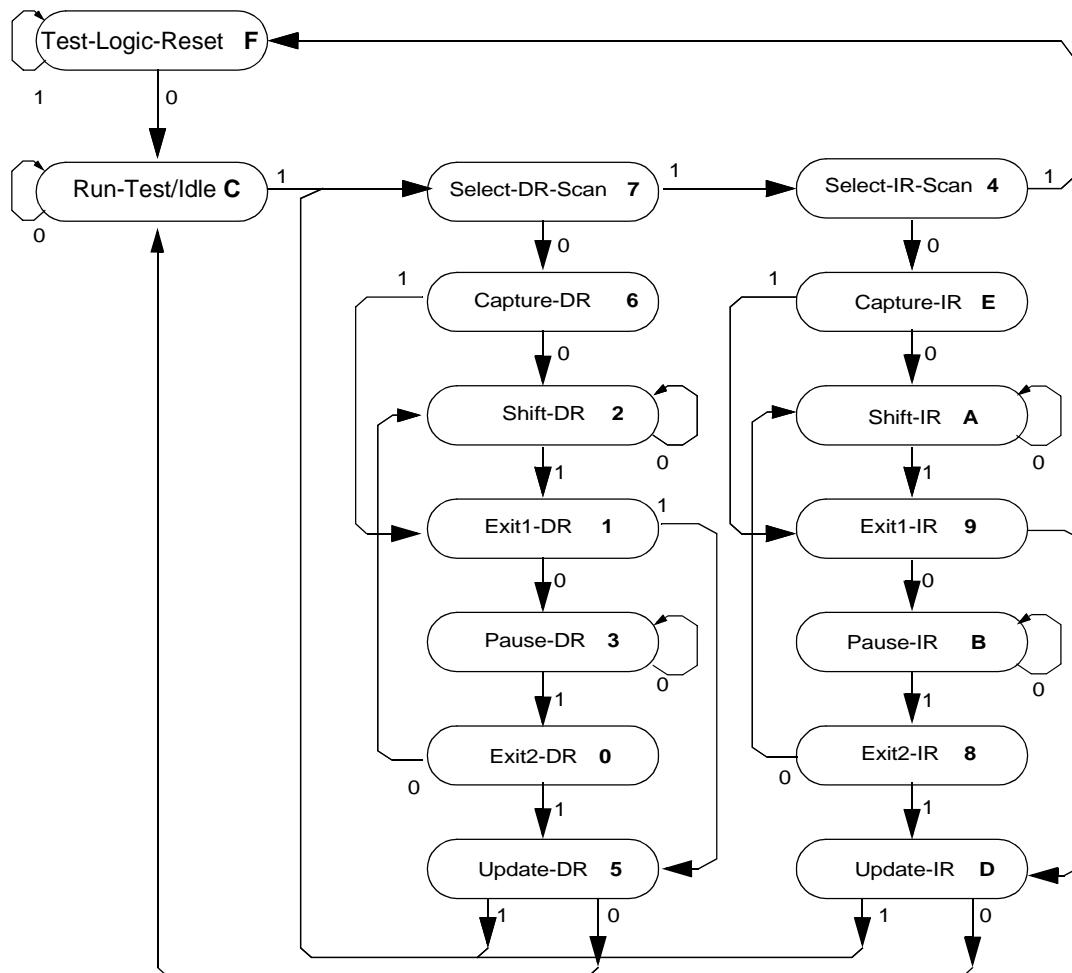 Test-Logic-Reset F
1 0
Run-Test/Idle C 1
0
Select-DR-Scan 7 1
Select-IR-Scan 4 1
0 0
1 Capture-DR 6
1 Capture-IR E
0 0
Shift-DR 2
0
Shift-IR A
0
1 1
Exit1-DR 1 1
Exit1-IR 9
0 0
Pause-DR 3
0
Pause-IR B
0
1 1
Exit2-DR 0
0
Exit2-IR 8
0
1 1
Update-DR 5
Update-IR D
1 0 1 0